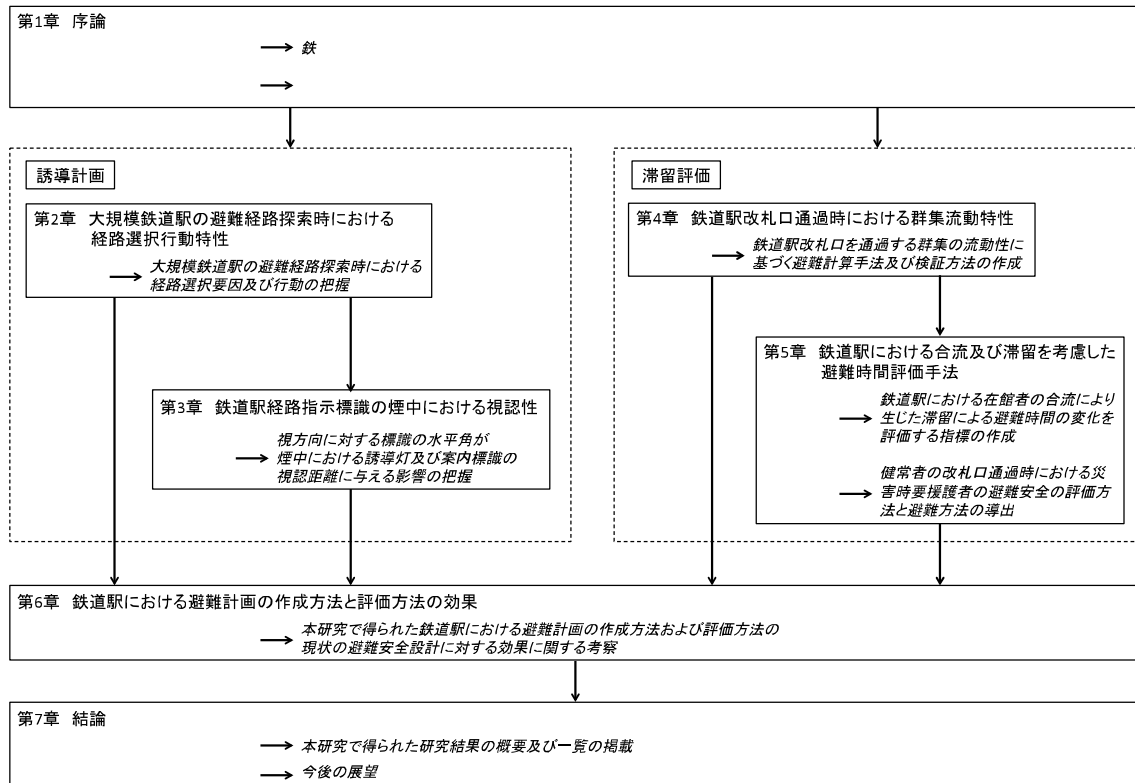 第1章 序論
鉄
誘導計画
第2章 大規模鉄道駅の避難経路探索時における
経路選択行動特性
大規模鉄道駅の避難経路探索時における
経路選択要因及び行動の把握
第3章 鉄道駅経路指示標識の煙中における視認性
視方向に対する標識の水平角が
煙中における誘導灯及び案内標識の
視認距離に与える影響の把握
滞留評価
第4章 鉄道駅改札口通過時における群集流動特性
鉄道駅改札口を通過する群集の流動性に
基づく避難計算手法及び検証方法の作成
第5章 鉄道駅における合流及び滞留を考慮した
避難時間評価手法
鉄道駅における在館者の合流により
生じた滞留による避難時間の変化を
評価する指標の作成
健常者の改札口通過時における災
害時要援護者の避難安全の評価方
法と避難方法の導出
第6章 鉄道駅における避難計画の作成方法と評価方法の効果
本研究で得られた鉄道駅における避難計画の作成方法および評価方法の
現状の避難安全設計に対する効果に関する考察
第7章 結論
本研究で得られた研究結果の概要及び一覧の掲載
今後の展望